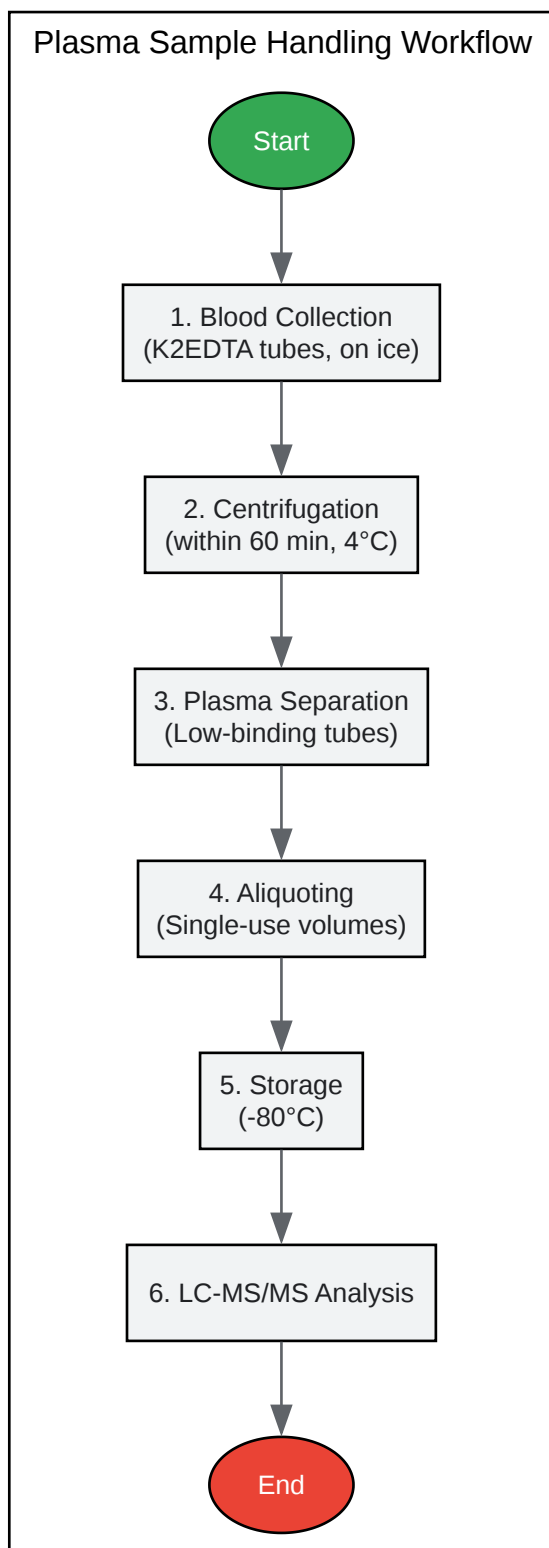 Plasma Sample Handling Workflow
Start
1. Blood Collection
(K2EDTA tubes, on ice)
2. Centrifugation
(within 60 min, 4°C)
3. Plasma Separation
(Low-binding tubes)
4. Aliquoting
(Single-use volumes)
5. Storage
(-80°C)
6. LC-MS/MS Analysis
End